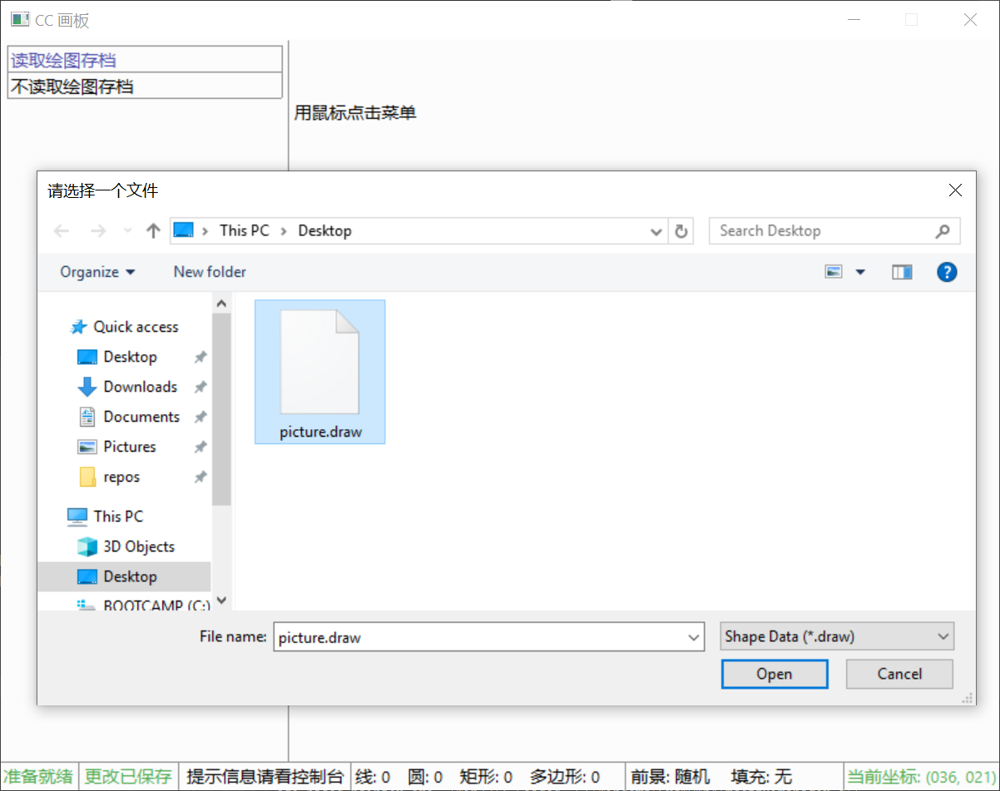 CC 画板
读取绘图存档
不读取绘图存档
用鼠标点击菜单
请选择一个文件
This PC > Desktop
Search Desktop
Organize
New folder
?
Quick access
Desktop
Downloads
Documents
Pictures
repos
This PC
3D Objects
Desktop
BOOTCAMP (C:)
picture.draw
File name: picture.draw
Shape Data (*.draw)
Open
Cancel
准备就绪 更改已保存 提示信息请看控制台 线: 0 圆: 0 矩形: 0 多边形: 0 前景: 随机 填充: 无 当前坐标: (036, 021)